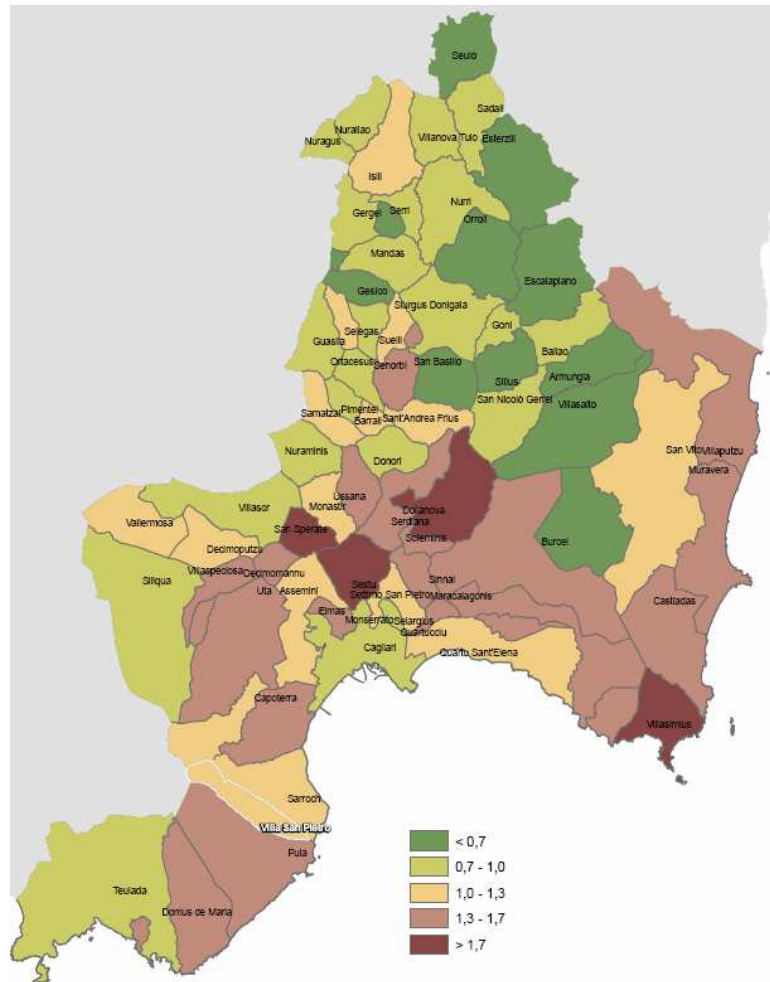 Seulo
Sadali
Nurallao
Villanova Tulo
Esterzili
Nuragus
Isili
Nurri
Gergei
Serri
Orroli
Mandas
Escalaplano
Gesico
Siurgus Donigala
Selegas
Goni
Guasila
Suelli
Ballao
Ortacesus
San Basilio
Senorbì
Silius
Armungia
San Nicolò Gerrei
Villasalto
Pimentel
Samatzai
Barrali
Sant'Andrea Frius
San Vito
Villaputzu
Nuraminis
Donori
Muravera
Ussana
Villasor
Monastir
Dolianova
Vallermosa
San Sperate
Serdiana
Soleminis
Burcei
Decimoputzu
Siliqua
Villaspeciosa
Decimomannu
Sestu
Sinnai
Uta
Assemini
Settimo San Pietro
Maracalagonis
Castiadas
Elmas
Monserrato
Selargius
Quartucciu
Cagliari
Quartu Sant'Elena
Capoterra
Villasimius
Sarroch
Villa San Pietro
Pula
Teulada
Domus de Maria
< 0,7
0,7 - 1,0
1,0 - 1,3
1,3 - 1,7
> 1,7